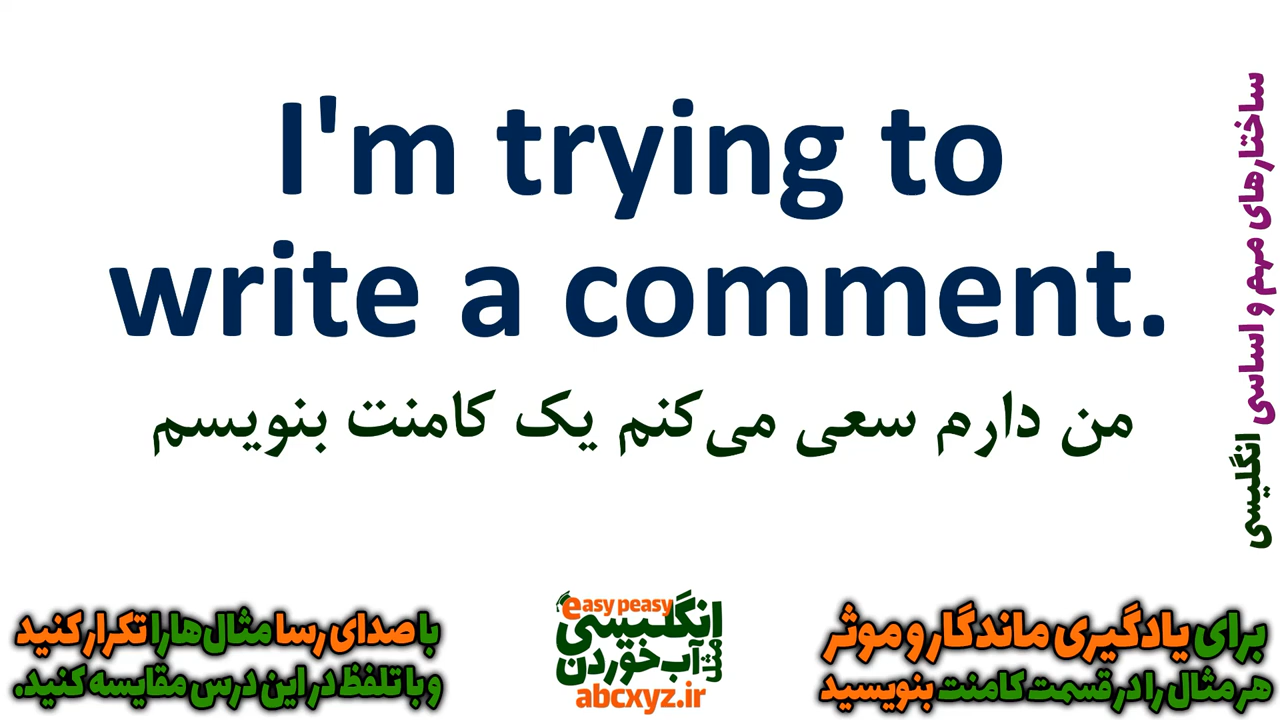 I'm trying to
write a comment.
من دارم سعی می‌کنم یک کامنت بنویسم
ساختارهای مهم و اساسی انگلیسی
با صدای رسا مثال‌ها را تکرار کنید
و با تلفظ در این درس مقایسه کنید.
easy peasy
انگلیسی
مثل آب خوردن
abcxyz.ir
برای یادگیری ماندگار و موثر
هر مثال را در قسمت کامنت بنویسید